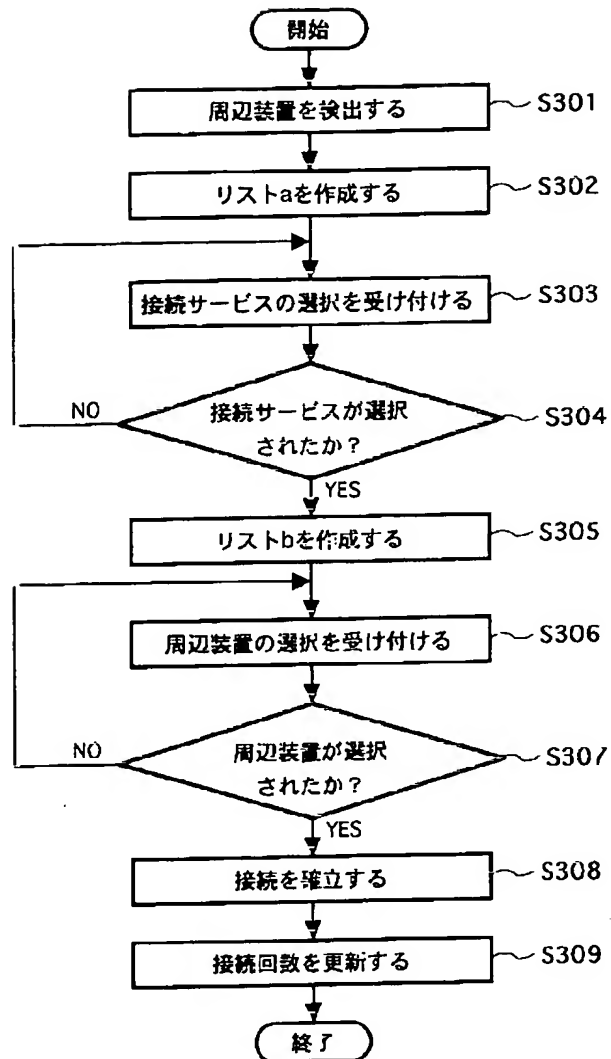 開始
周辺装置を検出する
S301
リストaを作成する
S302
接続サービスの選択を受け付ける
S303
接続サービスが選択
されたか？
S304
NO
YES
リストbを作成する
S305
周辺装置の選択を受け付ける
S306
周辺装置が選択
されたか？
S307
NO
YES
接続を確立する
S308
接続回数を更新する
S309
終了